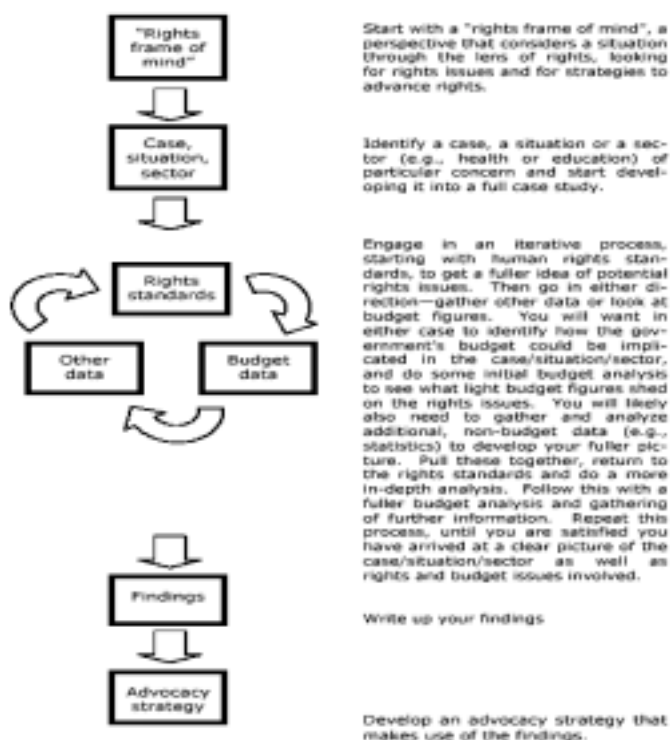 "Rights
frame of
mind"
Start with a "rights frame of mind", a
perspective that considers a situation
through the lens of rights, looking
for rights issues and for strategies to
advance rights.
Case,
situation,
sector
Identify a case, a situation or a sec-
tor (e.g., health or education) of
particular concern and start devel-
oping it into a full case study.
Rights
standards
Other
data
Budget
data
Engage in an iterative process,
starting with human rights stan-
dards, to get a fuller idea of potential
rights issues. Then go in either di-
rection—gather other data or look at
budget figures. You will want in
either case to identify how the gov-
ernment's budget could be impli-
cated in the case/situation/sector,
and do some initial budget analysis
to see what light budget figures shed
on the rights issues. You will likely
also need to gather and analyze
additional, non-budget data (e.g.,
statistics) to develop your fuller pic-
ture. Pull these together, return to
the rights standards and do a more
in-depth analysis. Follow this with a
fuller budget analysis and gathering
of further information. Repeat this
process, until you are satisfied you
have arrived at a clear picture of the
case/situation/sector as well as
rights and budget issues involved.
Findings
Write up your findings
Advocacy
strategy
Develop an advocacy strategy that
makes use of the findings.